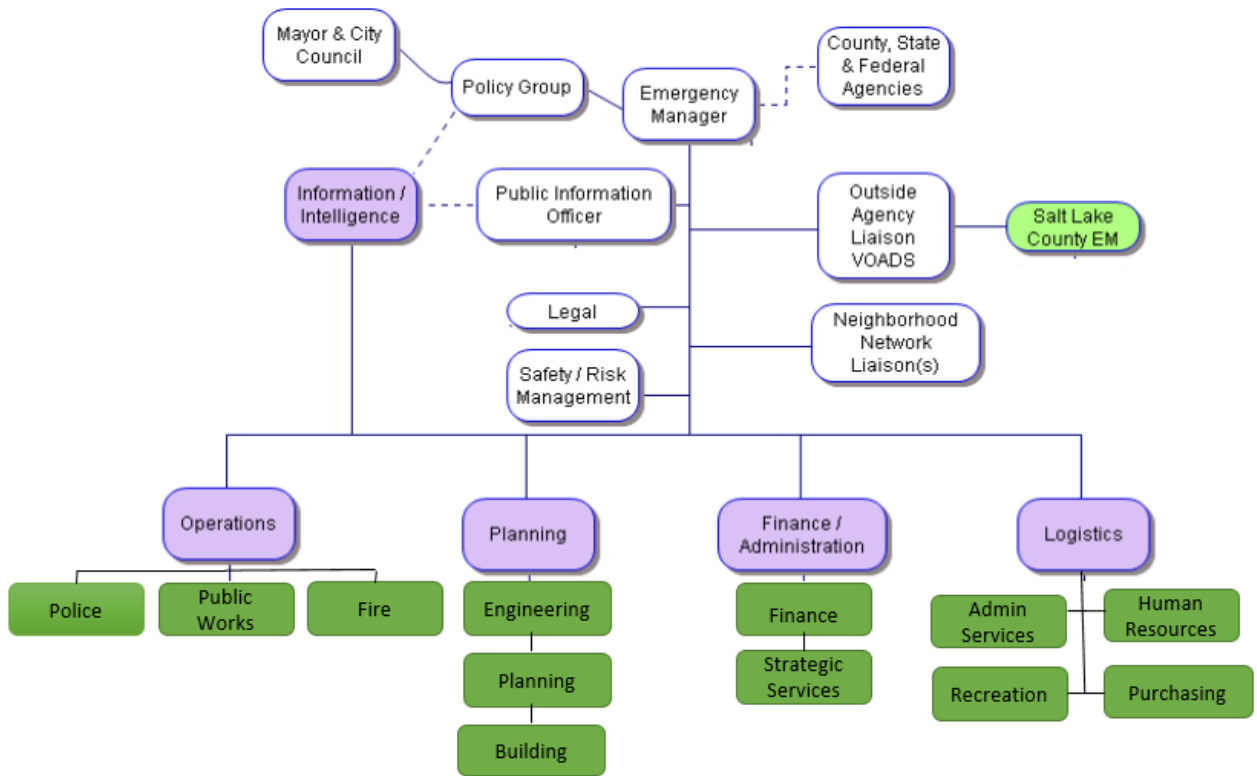 Mayor & City
Council
Policy Group
Emergency
Manager
County, State
& Federal
Agencies
Information /
Intelligence
Public Information
Officer
Outside
Agency
Liaison
VOADS
Salt Lake
County EM
Legal
Neighborhood
Network
Liaison(s)
Safety / Risk
Management
Operations
Planning
Finance /
Administration
Logistics
Police
Public
Works
Fire
Engineering
Planning
Building
Finance
Strategic
Services
Admin
Services
Human
Resources
Recreation
Purchasing